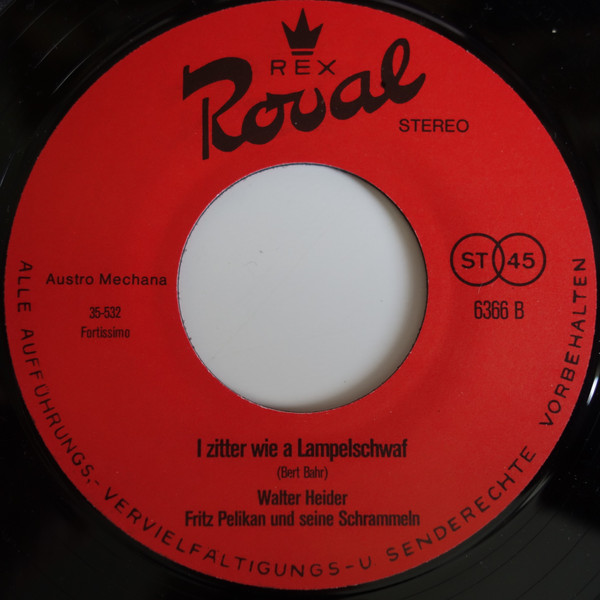 REX
Royal
STEREO
ST 45
6366 B
Austro Mechana
35-532
Fortissimo
I zitter wie a Lampelschwaf
(Bert Bahr)
Walter Heider
Fritz Pelikan und seine Schrammeln
ALLE AUFFÜHRUNGS,- VERVIELFÄLTIGUNGS-U SENDERECHTE VORBEHALTEN